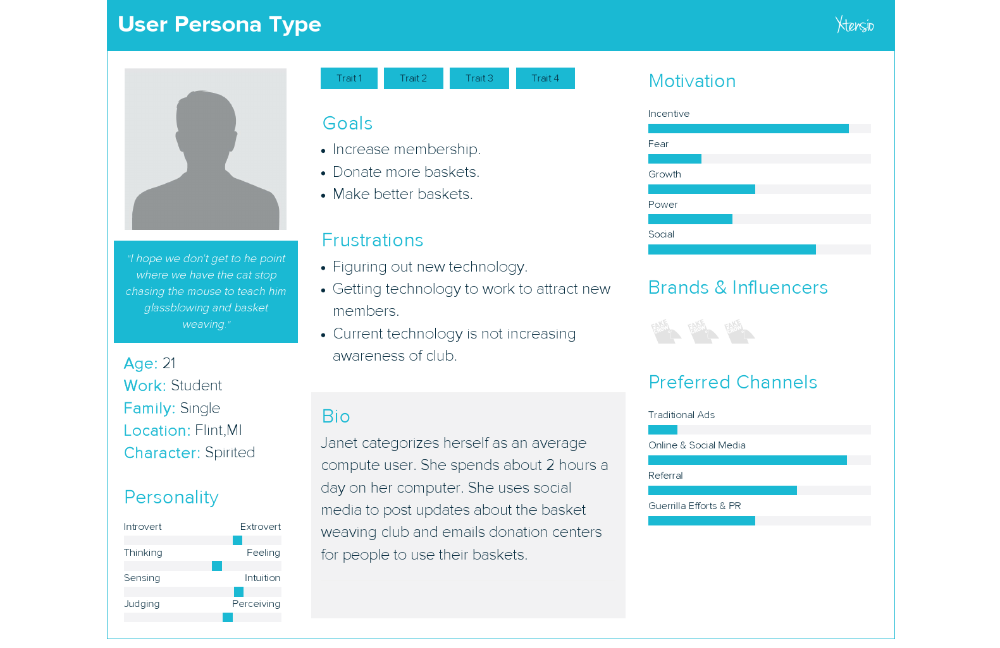 User Persona Type
Xtensio
"I hope we don't get to he point
where we have the cat stop
chasing the mouse to teach him
glassblowing and basket
weaving."
Age: 21
Work: Student
Family: Single
Location: Flint,MI
Character: Spirited
Personality
Introvert Extrovert
Thinking Feeling
Sensing Intuition
Judging Perceiving
Trait 1 Trait 2 Trait 3 Trait 4
Goals
• Increase membership.
• Donate more baskets.
• Make better baskets.
Frustrations
• Figuring out new technology.
• Getting technology to work to attract new
members.
• Current technology is not increasing
awareness of club.
Bio
Janet categorizes herself as an average
compute user. She spends about 2 hours a
day on her computer. She uses social
media to post updates about the basket
weaving club and emails donation centers
for people to use their baskets.
Motivation
Incentive
Fear
Growth
Power
Social
Brands & Influencers
FAKE
CROW
FAKE
CROW
FAKE
CROW
Preferred Channels
Traditional Ads
Online & Social Media
Referral
Guerrilla Efforts & PR